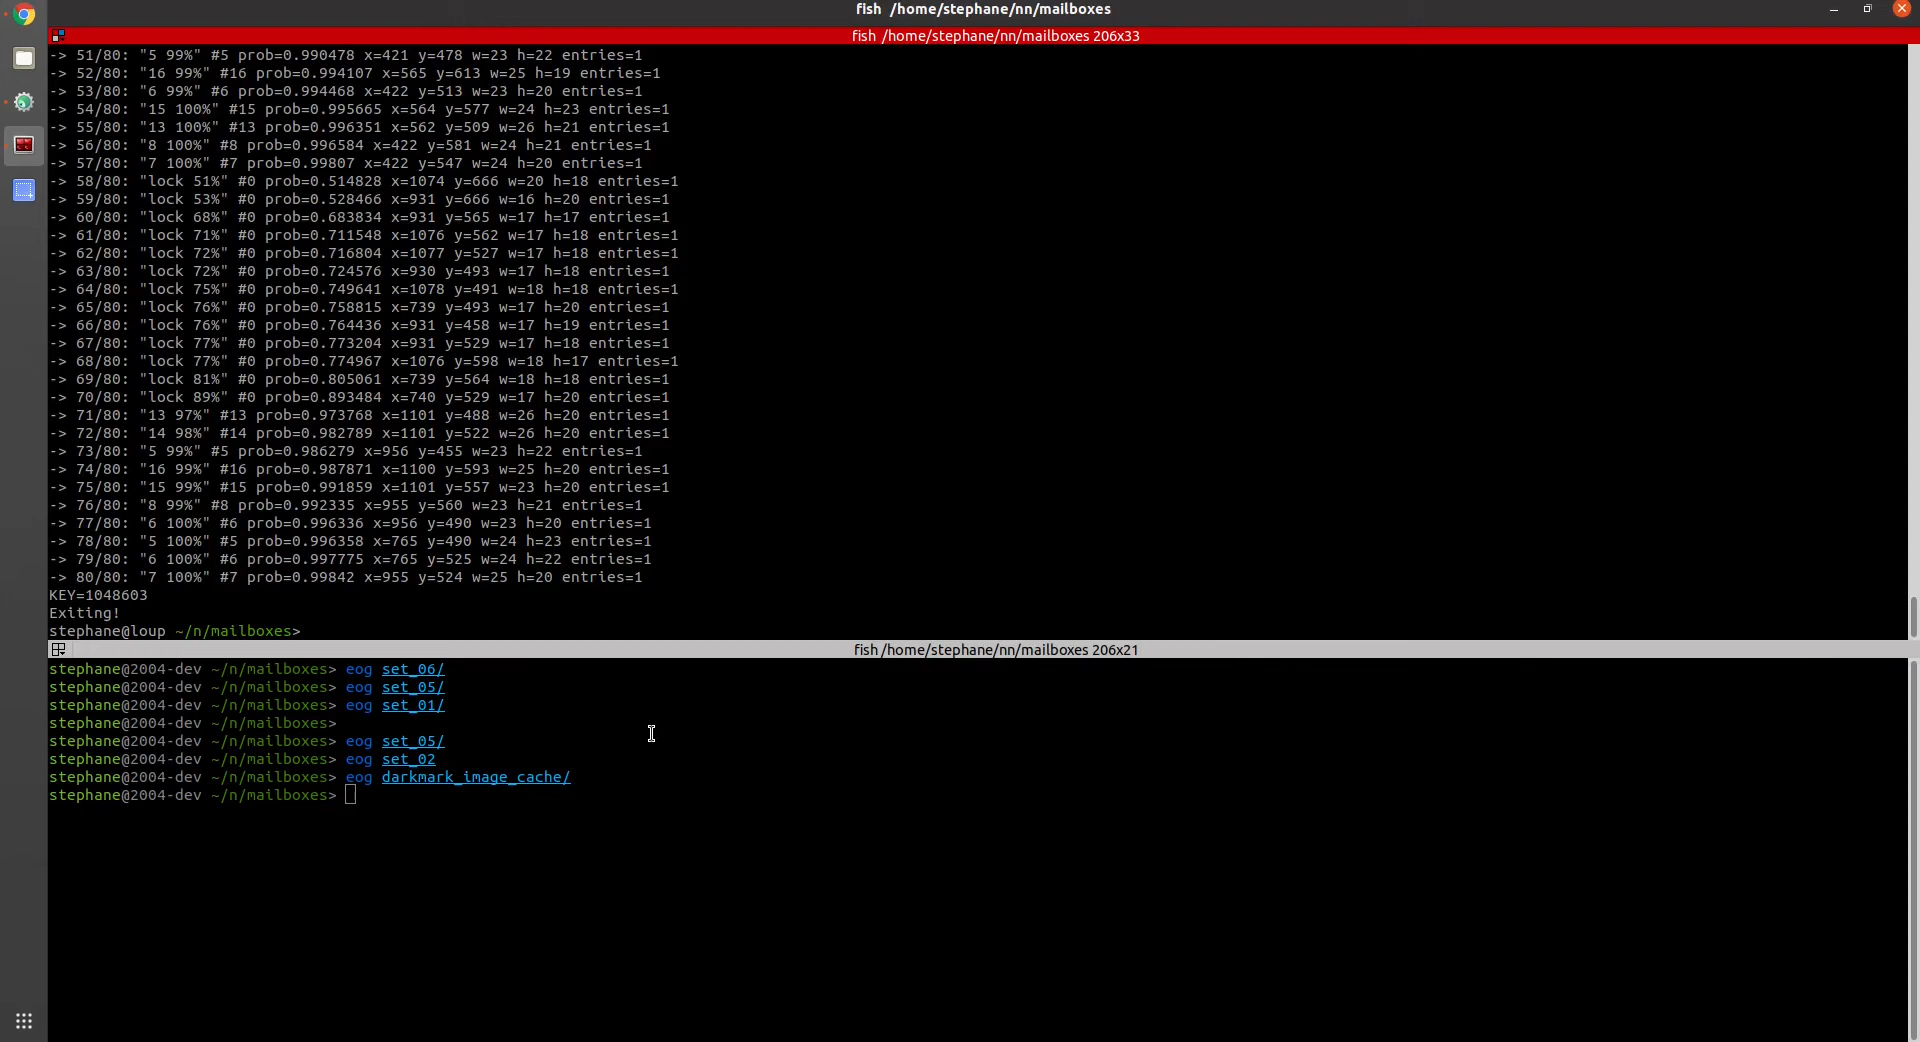 fish  /home/stephane/nn/mailboxes
fish /home/stephane/nn/mailboxes 206x33
-> 51/80: "5 99%" #5 prob=0.990478 x=421 y=478 w=23 h=22 entries=1
-> 52/80: "16 99%" #16 prob=0.994107 x=565 y=613 w=25 h=19 entries=1
-> 53/80: "6 99%" #6 prob=0.994468 x=422 y=513 w=23 h=20 entries=1
-> 54/80: "15 100%" #15 prob=0.995665 x=564 y=577 w=24 h=23 entries=1
-> 55/80: "13 100%" #13 prob=0.996351 x=562 y=509 w=26 h=21 entries=1
-> 56/80: "8 100%" #8 prob=0.996584 x=422 y=581 w=24 h=21 entries=1
-> 57/80: "7 100%" #7 prob=0.99807 x=422 y=547 w=24 h=20 entries=1
-> 58/80: "lock 51%" #0 prob=0.514828 x=1074 y=666 w=20 h=18 entries=1
-> 59/80: "lock 53%" #0 prob=0.528466 x=931 y=666 w=16 h=20 entries=1
-> 60/80: "lock 68%" #0 prob=0.683834 x=931 y=565 w=17 h=17 entries=1
-> 61/80: "lock 71%" #0 prob=0.711548 x=1076 y=562 w=17 h=18 entries=1
-> 62/80: "lock 72%" #0 prob=0.716804 x=1077 y=527 w=17 h=18 entries=1
-> 63/80: "lock 72%" #0 prob=0.724576 x=930 y=493 w=17 h=18 entries=1
-> 64/80: "lock 75%" #0 prob=0.749641 x=1078 y=491 w=18 h=18 entries=1
-> 65/80: "lock 76%" #0 prob=0.758815 x=739 y=493 w=17 h=20 entries=1
-> 66/80: "lock 76%" #0 prob=0.764436 x=931 y=458 w=17 h=19 entries=1
-> 67/80: "lock 77%" #0 prob=0.773204 x=931 y=529 w=17 h=18 entries=1
-> 68/80: "lock 77%" #0 prob=0.774967 x=1076 y=598 w=18 h=17 entries=1
-> 69/80: "lock 81%" #0 prob=0.805061 x=739 y=564 w=18 h=18 entries=1
-> 70/80: "lock 89%" #0 prob=0.893484 x=740 y=529 w=17 h=20 entries=1
-> 71/80: "13 97%" #13 prob=0.973768 x=1101 y=488 w=26 h=20 entries=1
-> 72/80: "14 98%" #14 prob=0.982789 x=1101 y=522 w=26 h=20 entries=1
-> 73/80: "5 99%" #5 prob=0.986279 x=956 y=455 w=23 h=22 entries=1
-> 74/80: "16 99%" #16 prob=0.987871 x=1100 y=593 w=25 h=20 entries=1
-> 75/80: "15 99%" #15 prob=0.991859 x=1101 y=557 w=23 h=20 entries=1
-> 76/80: "8 99%" #8 prob=0.992335 x=955 y=560 w=23 h=21 entries=1
-> 77/80: "6 100%" #6 prob=0.996336 x=956 y=490 w=23 h=20 entries=1
-> 78/80: "5 100%" #5 prob=0.996358 x=765 y=490 w=24 h=23 entries=1
-> 79/80: "6 100%" #6 prob=0.997775 x=765 y=525 w=24 h=22 entries=1
-> 80/80: "7 100%" #7 prob=0.99842 x=955 y=524 w=25 h=20 entries=1
KEY=1048603
Exiting!
stephane@loup ~/n/mailboxes>
fish /home/stephane/nn/mailboxes 206x21
stephane@2004-dev ~/n/mailboxes> eog set_06/
stephane@2004-dev ~/n/mailboxes> eog set_05/
stephane@2004-dev ~/n/mailboxes> eog set_01/
stephane@2004-dev ~/n/mailboxes>
stephane@2004-dev ~/n/mailboxes> eog set_05/
stephane@2004-dev ~/n/mailboxes> eog set_02
stephane@2004-dev ~/n/mailboxes> eog darkmark_image_cache/
stephane@2004-dev ~/n/mailboxes>